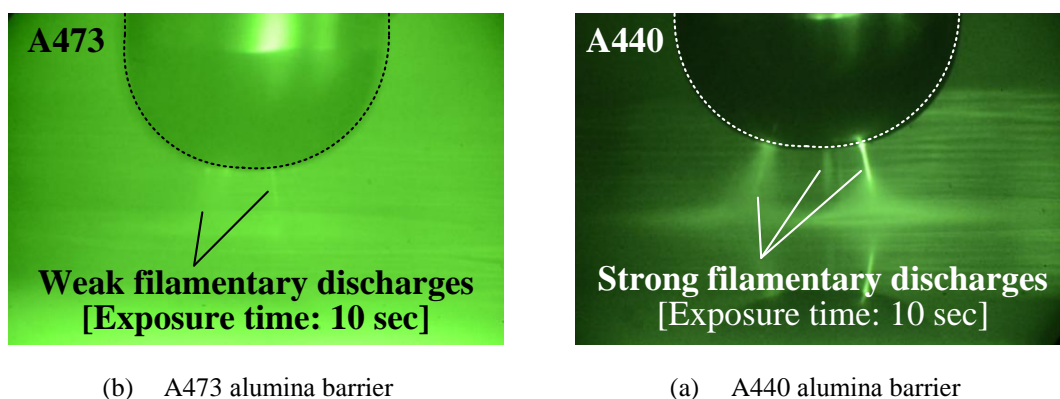 A473
Weak filamentary discharges
[Exposure time: 10 sec]
(b) A473 alumina barrier
A440
Strong filamentary discharges
[Exposure time: 10 sec]
(a) A440 alumina barrier